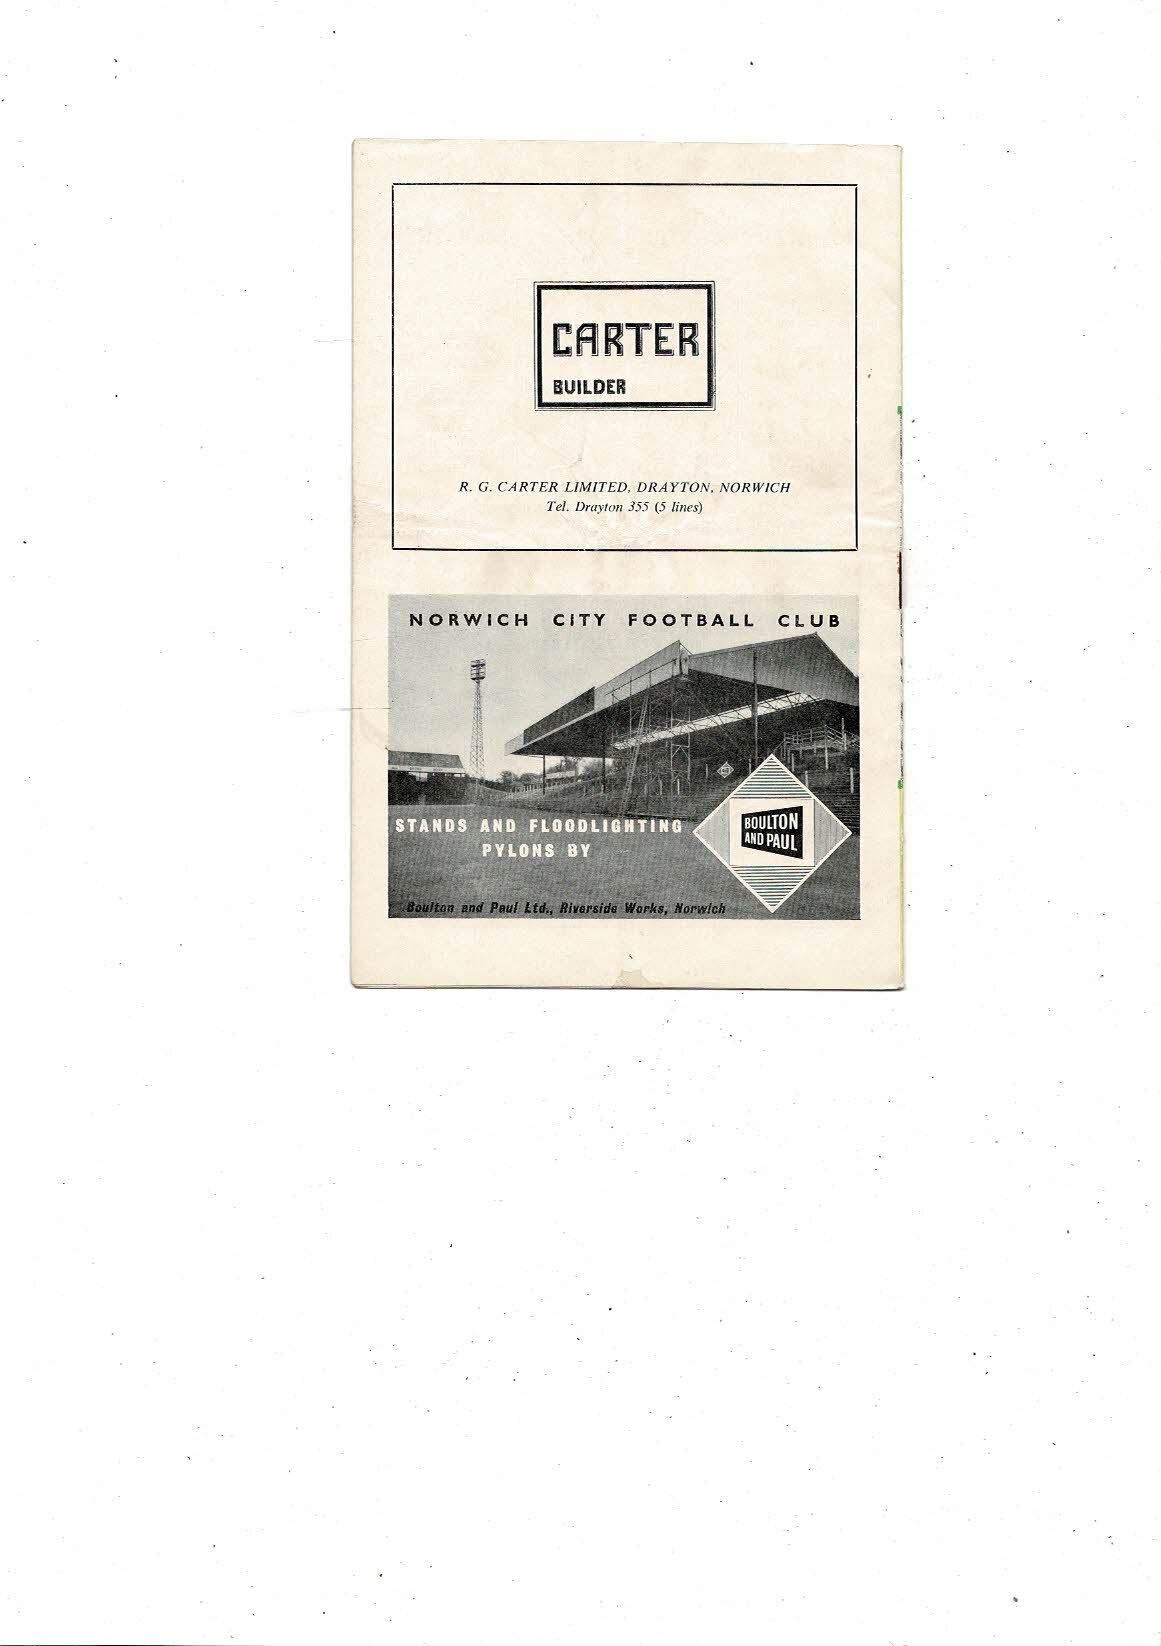 CARTER
BUILDER
R. G. CARTER LIMITED, DRAYTON, NORWICH
Tel. Drayton 355 (5 lines)
NORWICH CITY FOOTBALL CLUB
STANDS AND FLOODLIGHTING
PYLONS BY
BOULTON
AND PAUL
Boulton and Paul Ltd., Riverside Works, Norwich